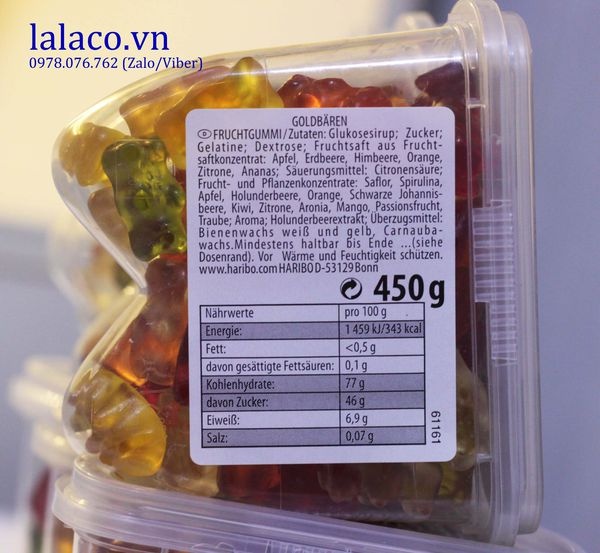 lalaco.vn
0978.076.762 (Zalo/Viber)
GOLDBÄREN
D FRUCHTGUMMI/Zutaten: Glukosesirup; Zucker;
Gelatine; Dextrose; Fruchtsaft aus Frucht-
saftkonzentrat: Apfel, Erdbeere, Himbeere, Orange,
Zitrone, Ananas; Säuerungsmittel: Citronensäure;
Frucht- und Pflanzenkonzentrate: Saflor, Spirulina,
Apfel, Holunderbeere, Orange, Schwarze Johannis-
beere, Kiwi, Zitrone, Aronia, Mango, Passionsfrucht,
Traube; Aroma; Holunderbeerextrakt; Überzugsmittel:
Bienenwachs weiß und gelb, Carnauba-
wachs.Mindestens haltbar bis Ende ...(siehe
Dosenrand). Vor Wärme und Feuchtigkeit schützen.
www.haribo.com HARIBO D-53129 Bonn
450 g
Nährwerte pro 100 g
Energie: 1 459 kJ/343 kcal
Fett: <0,5 g
davon gesättigte Fettsäuren: 0,1 g
Kohlenhydrate: 77 g
davon Zucker: 46 g
Eiweiß: 6,9 g
Salz: 0,07 g
61161